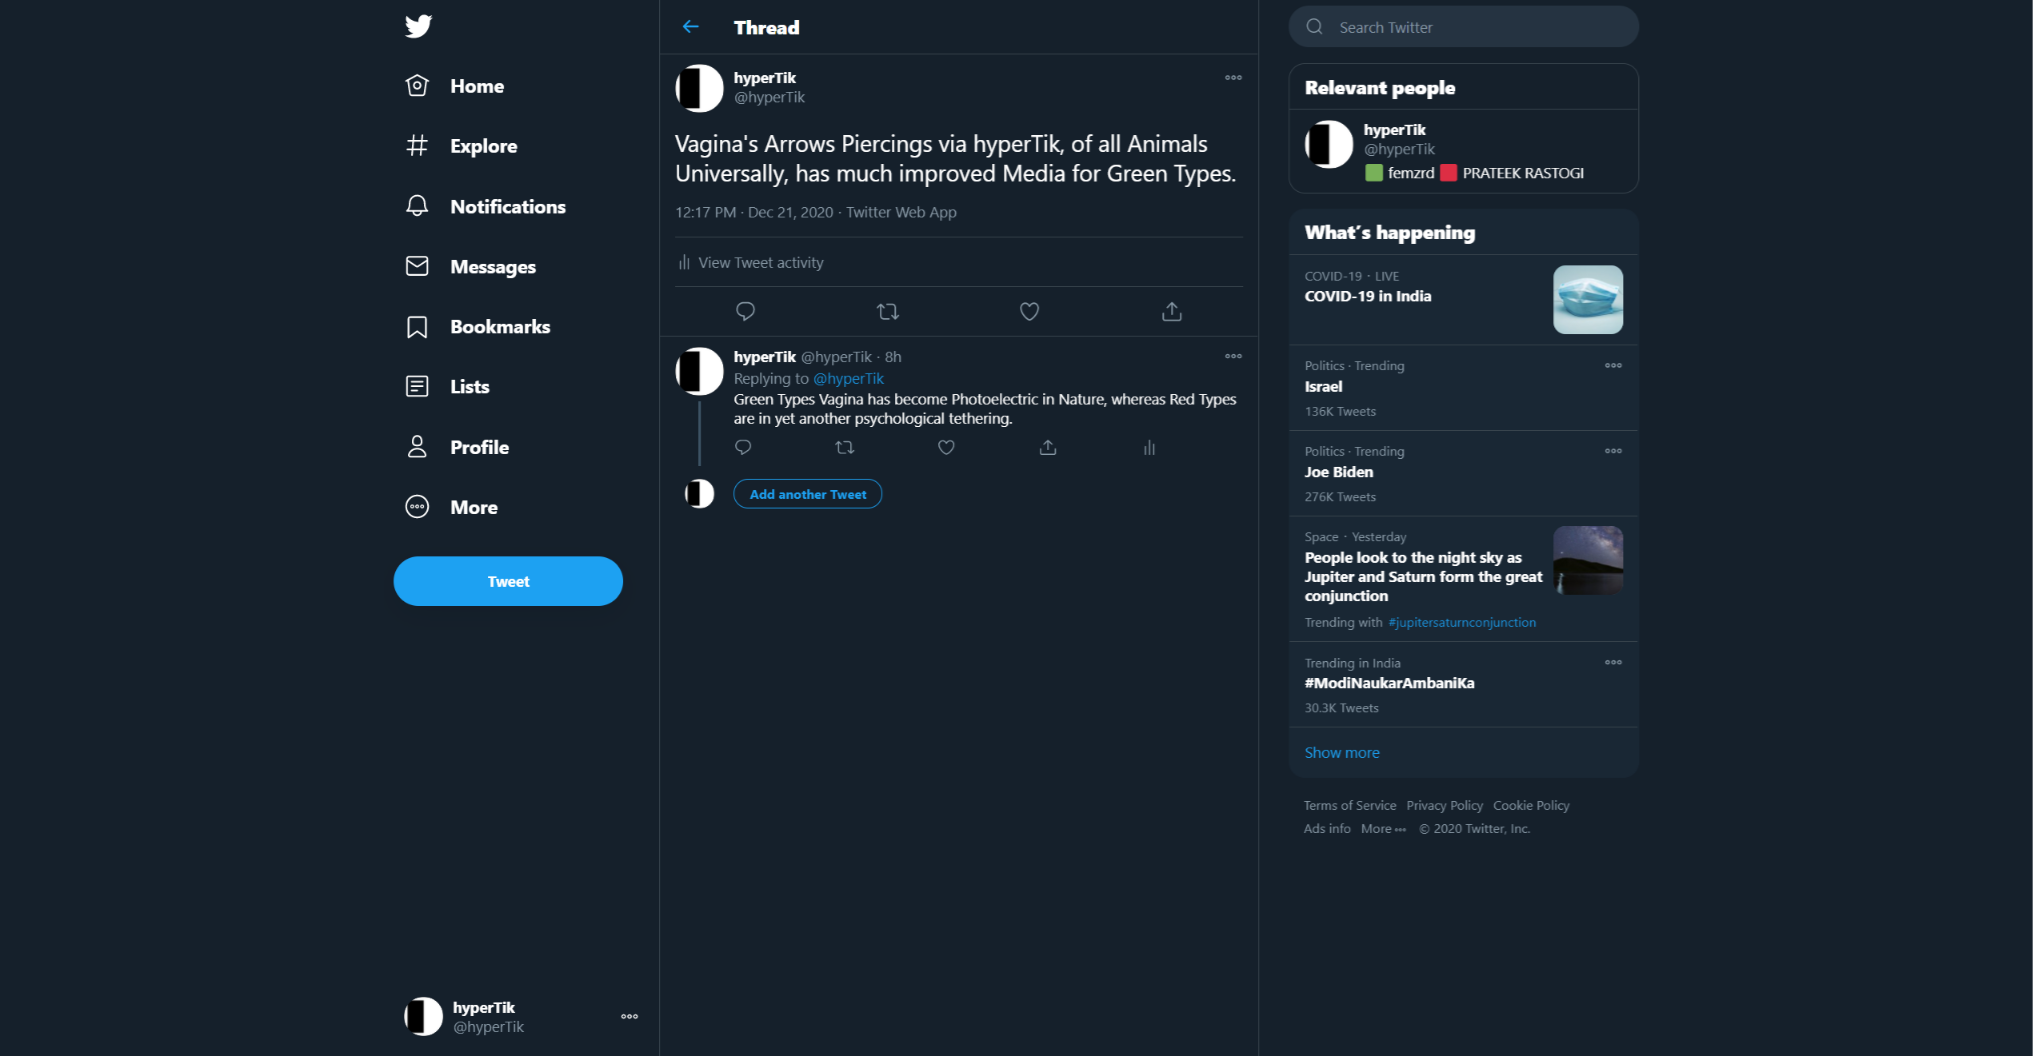 Home
Explore
Notifications
Messages
Bookmarks
Lists
Profile
More
Tweet
hyperTik
@hyperTik
Thread
hyperTik
@hyperTik
Vagina's Arrows Piercings via hyperTik, of all Animals
Universally, has much improved Media for Green Types.
12:17 PM · Dec 21, 2020 · Twitter Web App
View Tweet activity
hyperTik @hyperTik · 8h
Replying to @hyperTik
Green Types Vagina has become Photoelectric in Nature, whereas Red Types
are in yet another psychological tethering.
Add another Tweet
Search Twitter
Relevant people
hyperTik
@hyperTik
🟩 femzrd 🟥 PRATEEK RASTOGI
What's happening
COVID-19 · LIVE
COVID-19 in India
Politics · Trending
Israel
136K Tweets
Politics · Trending
Joe Biden
276K Tweets
Space · Yesterday
People look to the night sky as
Jupiter and Saturn form the great
conjunction
Trending with #jupitersaturnconjunction
Trending in India
#ModiNaukarAmbaniKa
30.3K Tweets
Show more
Terms of Service Privacy Policy Cookie Policy
Ads info More ••• © 2020 Twitter, Inc.